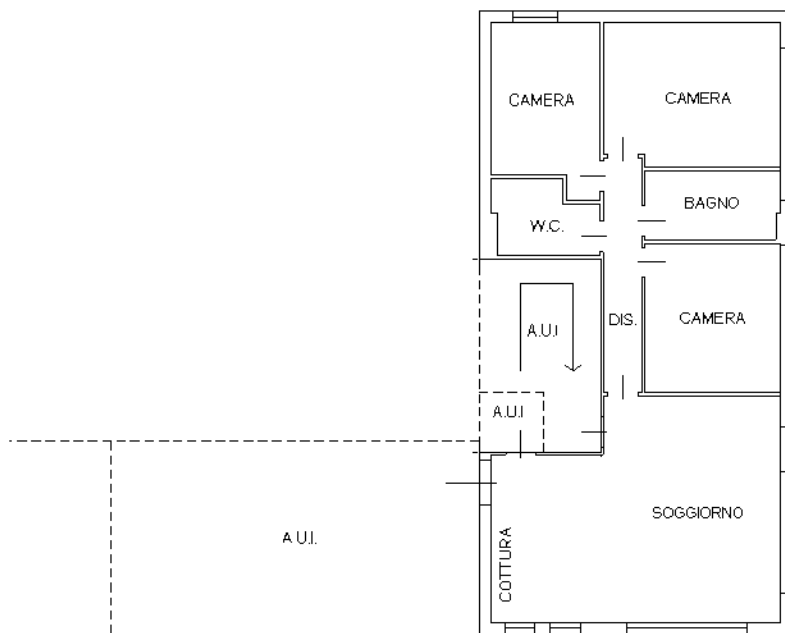 CAMERA
CAMERA
BAGNO
W.C.
DIS.
CAMERA
A.U.I
A.U.I
SOGGIORNO
A.U.I.
COTTURA